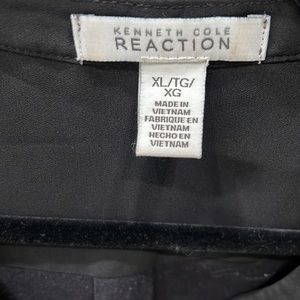 KENNETH COLE
REACTION
XL/TG/
XG
MADE IN
VIETNAM
FABRIQUE EN
VIETNAM
HECHO EN
VIETNAM